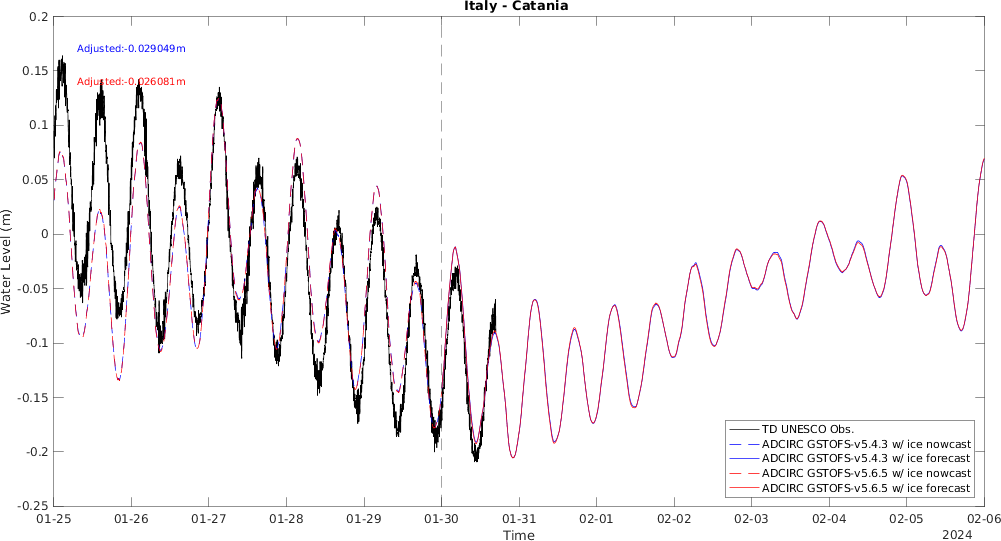 Italy - Catania
Adjusted:-0.029049m
Adjusted:-0.026081m
Water Level (m)
0.2
0.15
0.1
0.05
0
-0.05
-0.1
-0.15
-0.2
-0.25
TD UNESCO Obs.
ADCIRC GSTOFS-v5.4.3 w/ ice nowcast
ADCIRC GSTOFS-v5.4.3 w/ ice forecast
ADCIRC GSTOFS-v5.6.5 w/ ice nowcast
ADCIRC GSTOFS-v5.6.5 w/ ice forecast
01-25 01-26 01-27 01-28 01-29 01-30 01-31 02-01 02-02 02-03 02-04 02-05 02-06
Time
2024